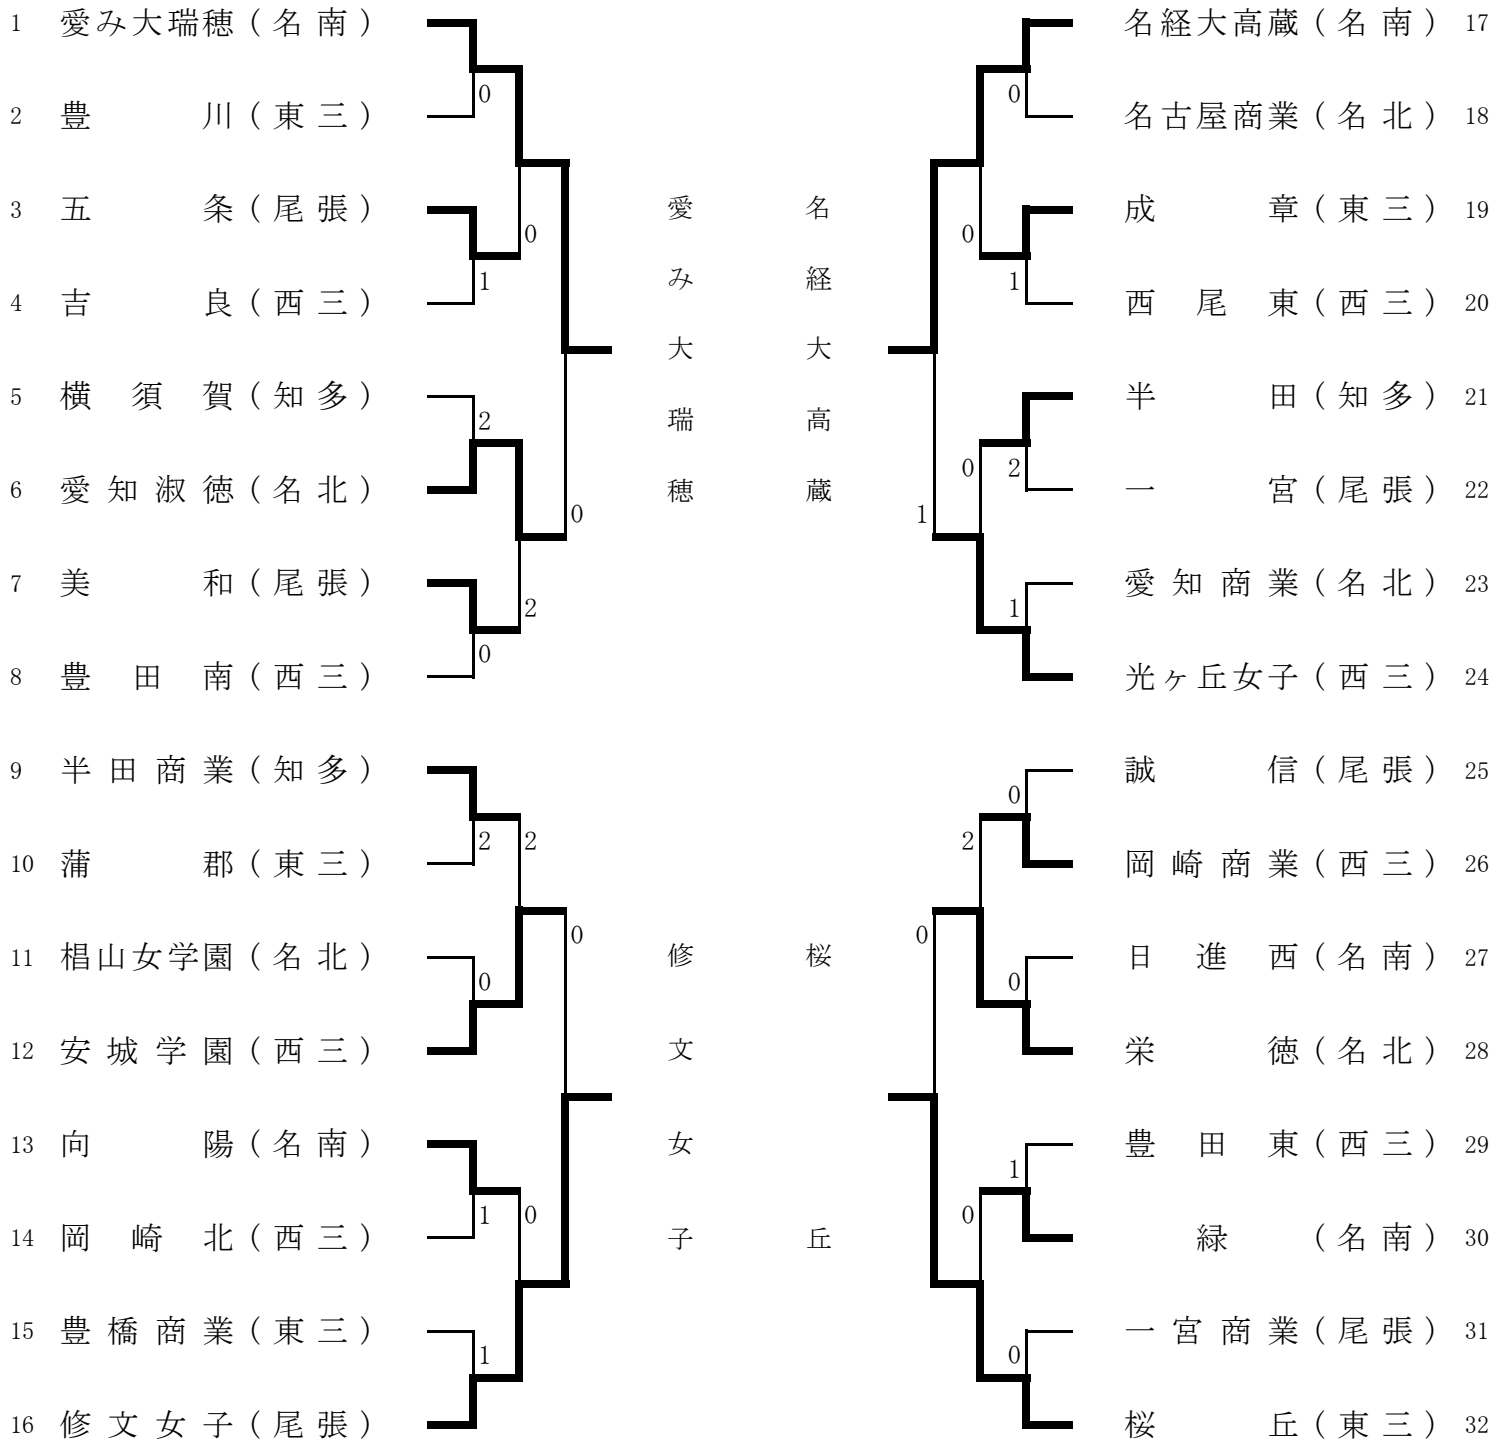 1 愛み大瑞穂(名南)
2 豊川(東三)
3 五条(尾張)
4 吉良(西三)
5 横須賀(知多)
6 愛知淑徳(名北)
7 美和(尾張)
8 豊田南(西三)
9 半田商業(知多)
10 蒲郡(東三)
11 椙山女学園(名北)
12 安城学園(西三)
13 向陽(名南)
14 岡崎北(西三)
15 豊橋商業(東三)
16 修文女子(尾張)
0
1
2
0
2
0
1
1
0
2
2
0
0
0
愛み大瑞穂
修文女子
名経大高蔵
桜丘
1
0
0
0
2
0
0
1
2
1
0
0
1
0
名経大高蔵(名南) 17
名古屋商業(名北) 18
成章(東三) 19
西尾東(西三) 20
半田(知多) 21
一宮(尾張) 22
愛知商業(名北) 23
光ヶ丘女子(西三) 24
誠信(尾張) 25
岡崎商業(西三) 26
日進西(名南) 27
栄徳(名北) 28
豊田東(西三) 29
緑(名南) 30
一宮商業(尾張) 31
桜丘(東三) 32